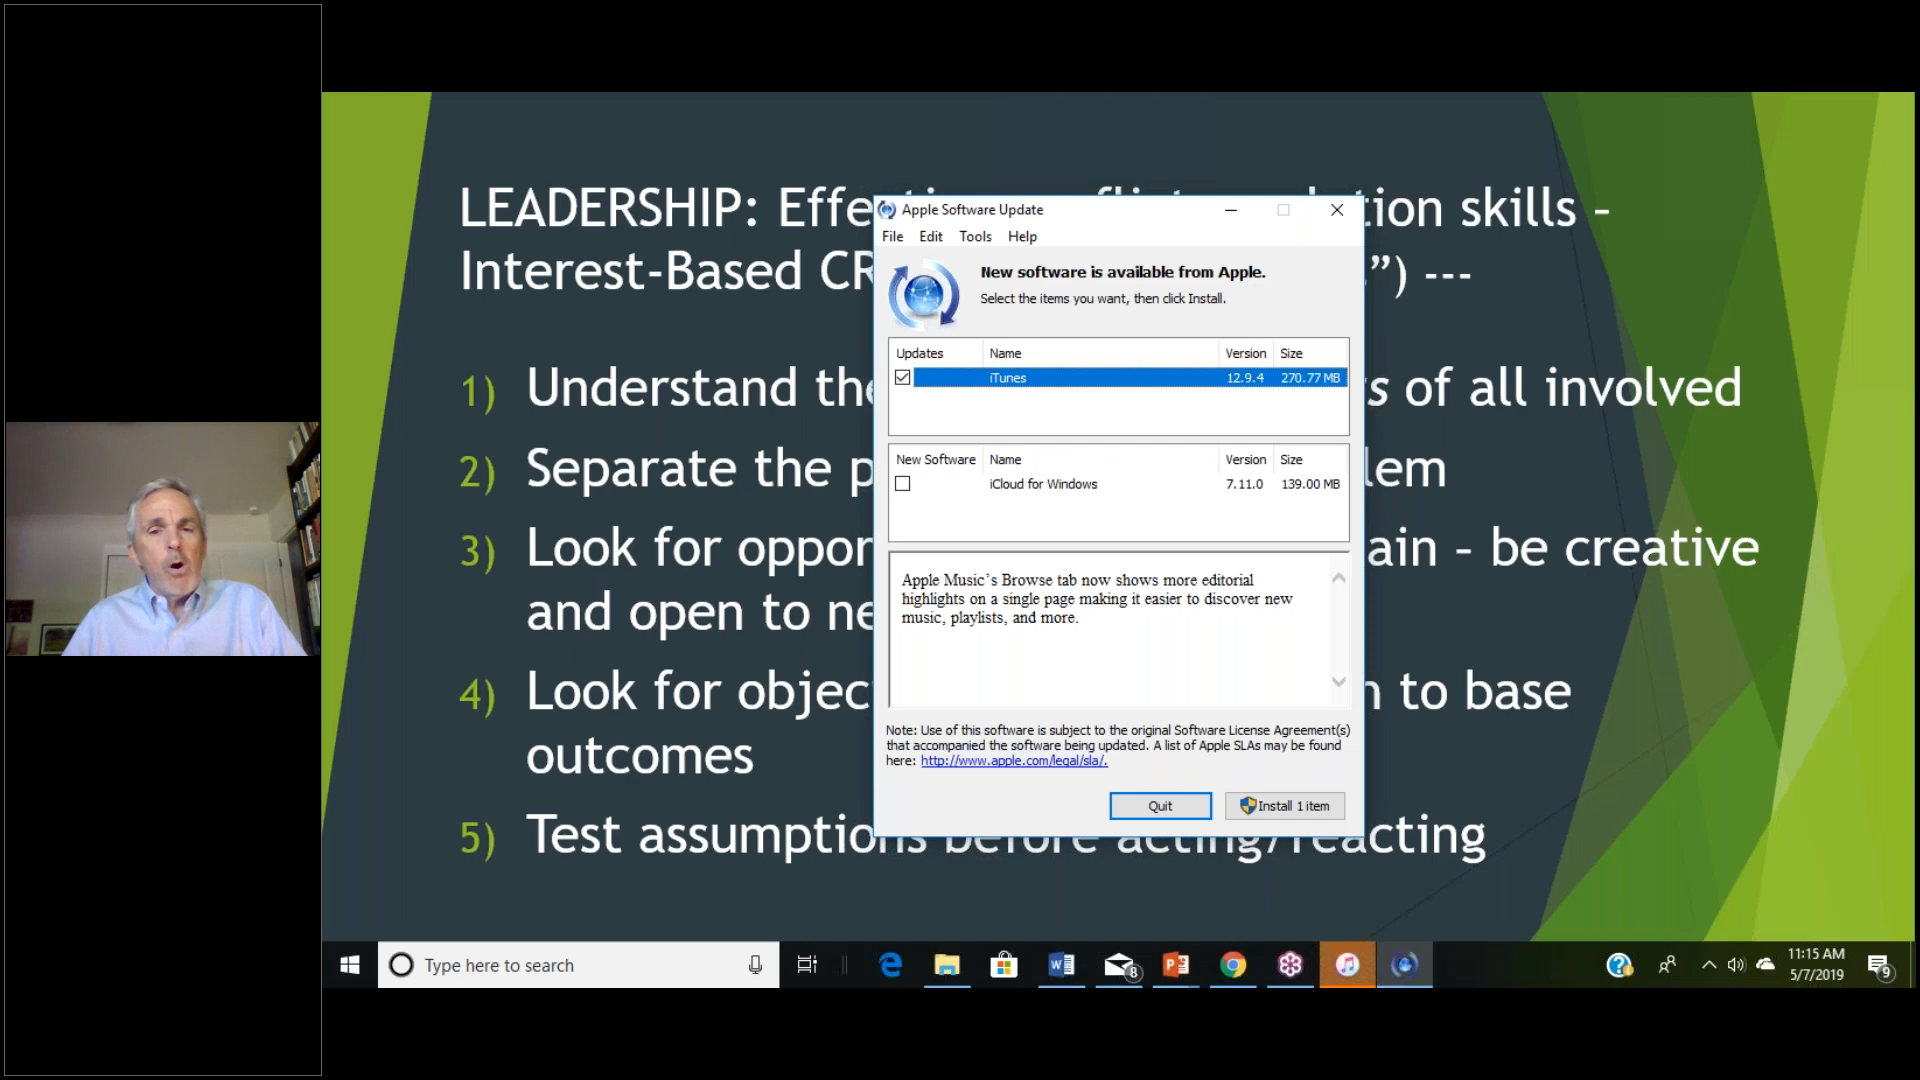 LEADERSHIP: Effe tion skills –
Interest-Based CR ”) ---
1) Understand the s of all involved
2) Separate the p lem
3) Look for oppor ain – be creative
and open to ne
4) Look for objec n to base
outcomes
5) Test assumptions before acting/reacting
Apple Software Update
File Edit Tools Help
New software is available from Apple.
Select the items you want, then click Install.
Updates Name Version Size
iTunes 12.9.4 270.77 MB
New Software Name Version Size
iCloud for Windows 7.11.0 139.00 MB
Apple Music’s Browse tab now shows more editorial
highlights on a single page making it easier to discover new
music, playlists, and more.
Note: Use of this software is subject to the original Software License Agreement(s)
that accompanied the software being updated. A list of Apple SLAs may be found
here: http://www.apple.com/legal/sla/.
Quit Install 1 item
Type here to search
8
11:15 AM
5/7/2019
9